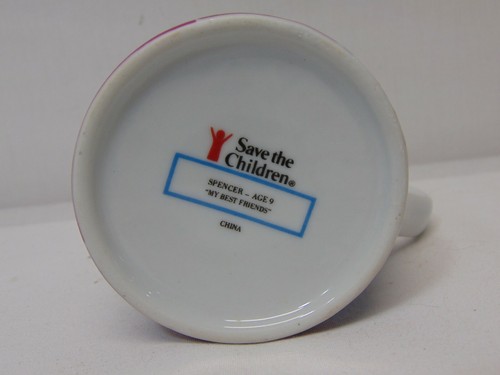 Save the
Children®
SPENCER - AGE 9
"MY BEST FRIENDS"
CHINA